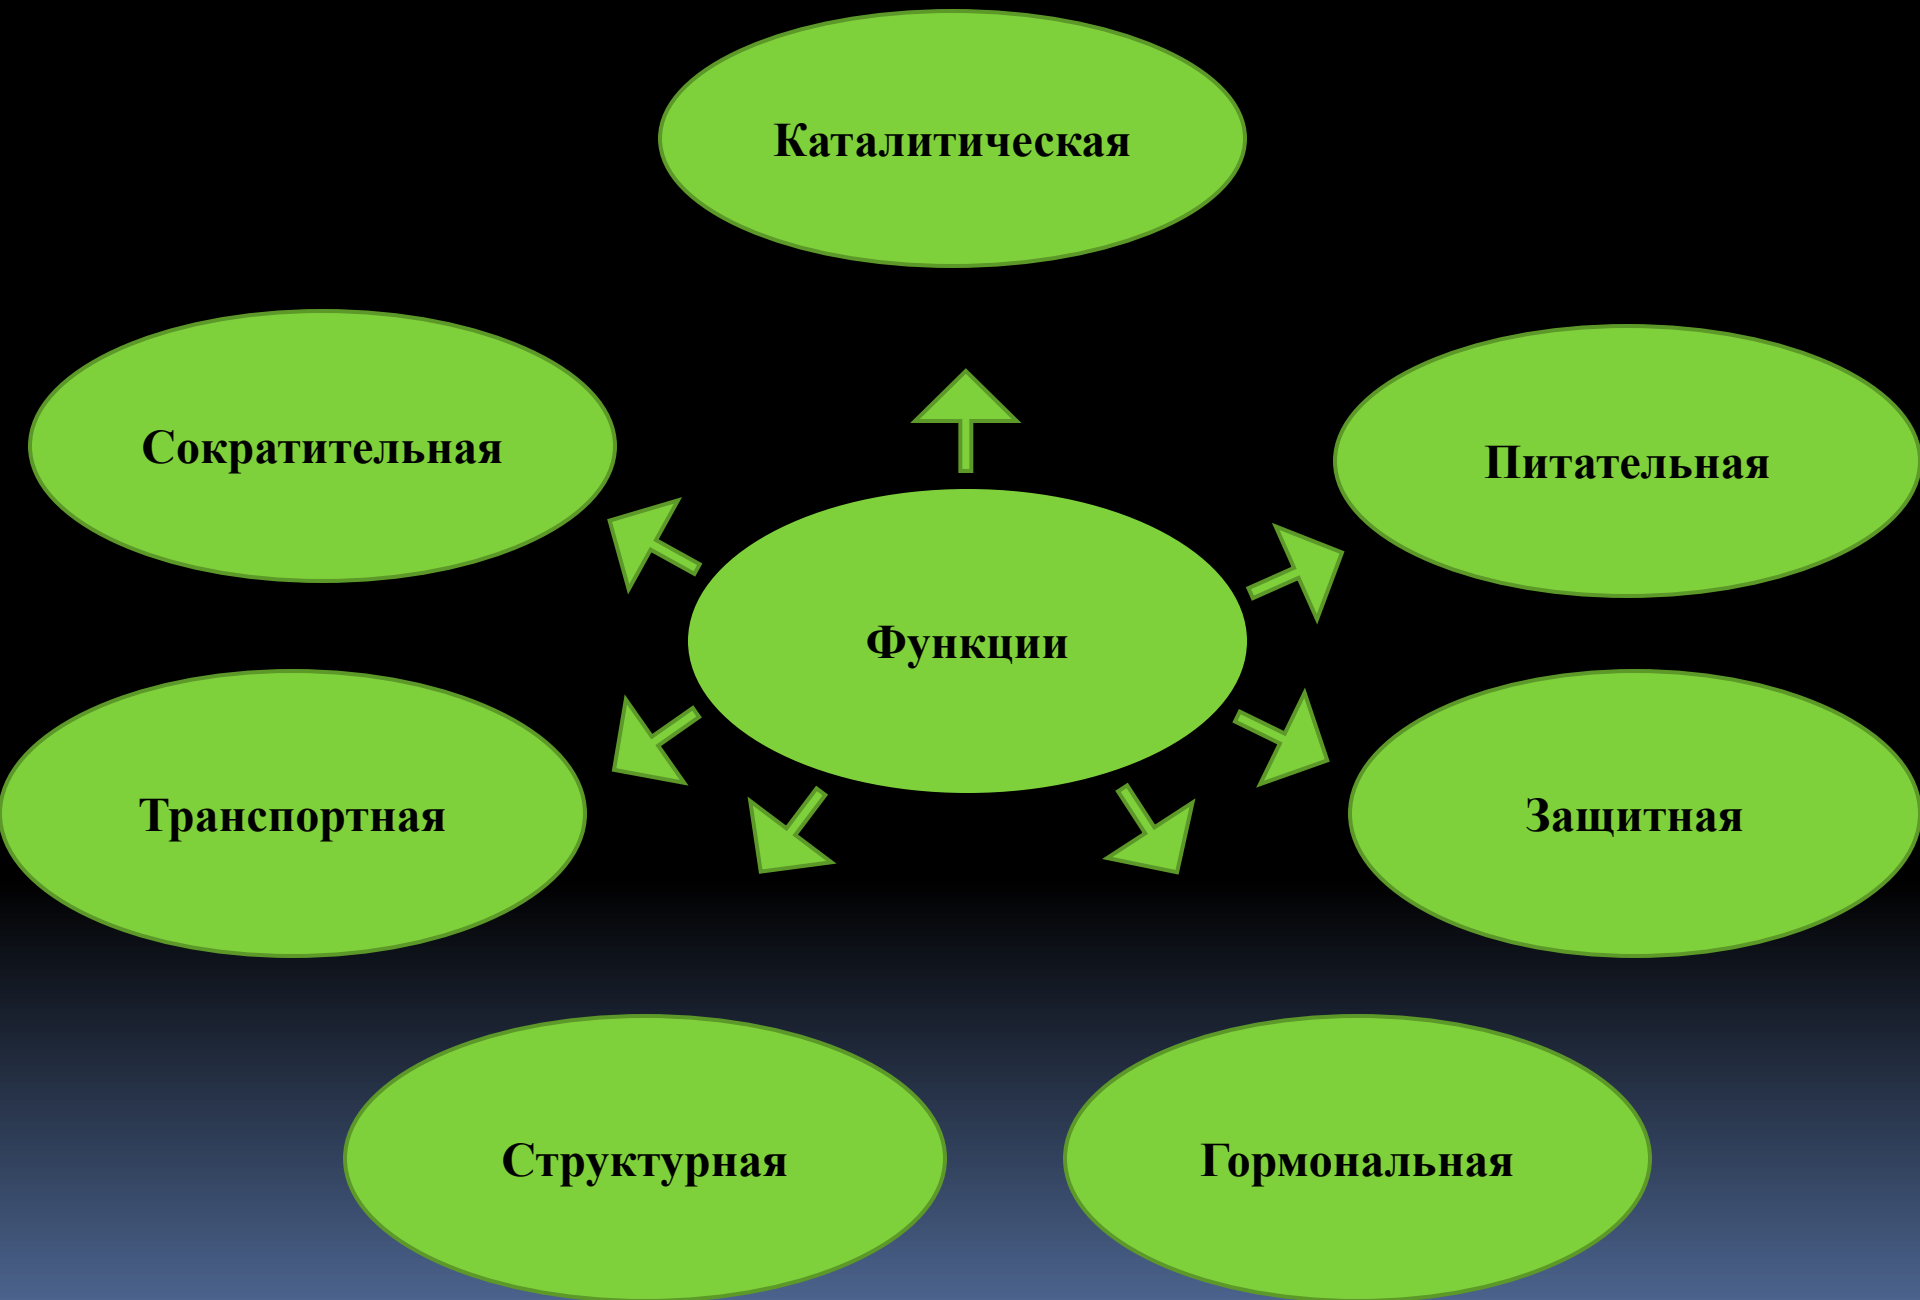 Каталитическая
Сократительная
Питательная
Функции
Транспортная
Защитная
Структурная
Гормональная